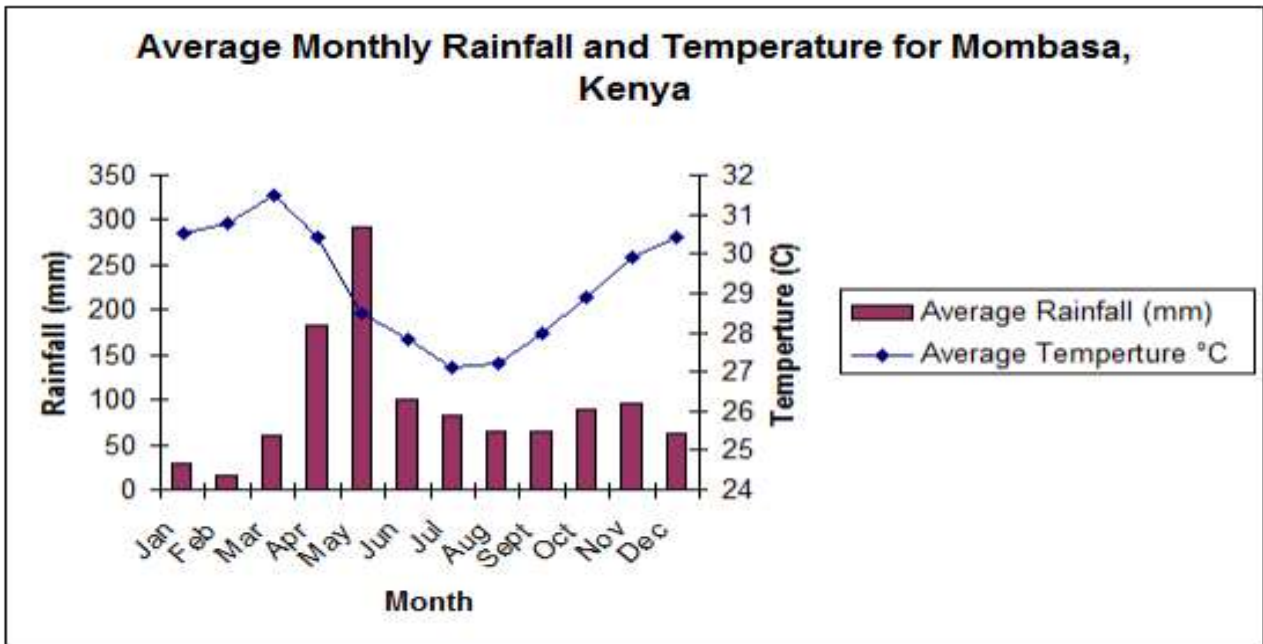 Average Monthly Rainfall and Temperature for Mombasa,
Kenya
350
300
250
200
150
100
50
0
Rainfall (mm)
32
31
30
29
28
27
26
25
24
Temperture (C)
Jan
Feb
Mar
Apr
May
Jun
Jul
Aug
Sept
Oct
Nov
Dec
Month
Average Rainfall (mm)
Average Temperture °C